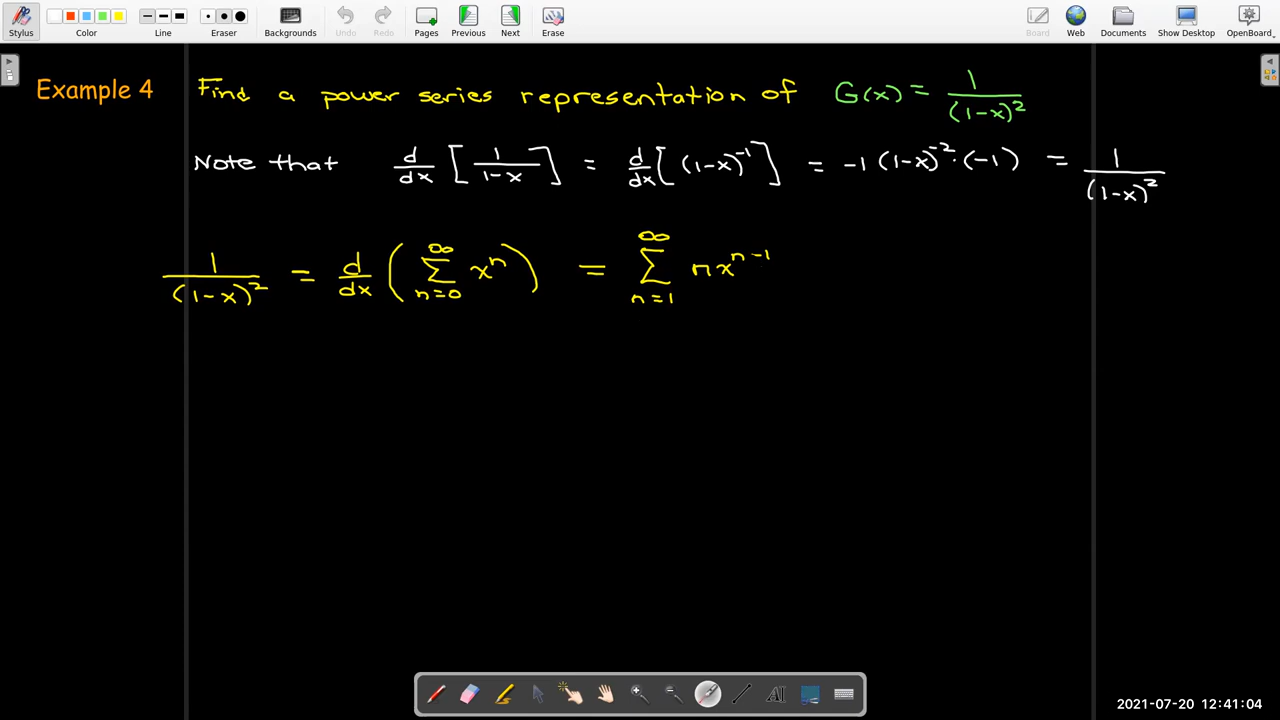 Stylus Color Line Eraser Backgrounds Undo Redo Pages Previous Next Erase Board Web Documents Show Desktop OpenBoard
Example 4 Find a power series representation of G(x) = 1/(1-x)^2
Note that d/dx [1/(1-x)] = d/dx [(1-x)^-1] = -1(1-x)^-2 · (-1) = 1/(1-x)^2
1/(1-x)^2 = d/dx (∑_{n=0}^{∞} x^n) = ∑_{n=1}^{∞} n x^{n-1}
AI
2021-07-20 12:41:04